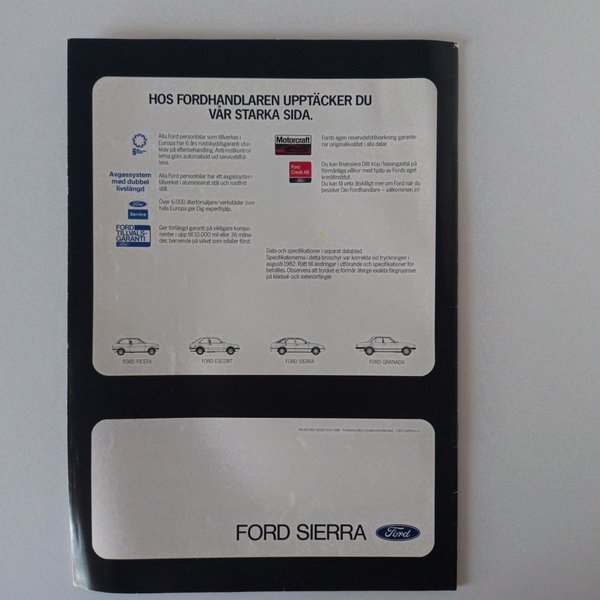 HOS FORDHANDLAREN UPPTÄCKER DU
VÅR STARKA SIDA.
Alla Ford personbilar som tillverkas i
Europa har 6 års rostskyddsgaranti utan
krav på efterbehandling. Anti-rostkontrol-
lerna görs automatiskt vid servicetillfäl-
lena.
Avgassystem
med dubbel
livslängd
Alla Ford personbilar har ett avgassystem
tillverkat i aluminiserat stål och rostfritt
stål.
Ford
Service
Över 6.000 återförsäljare/verkstäder över
hela Europa ger Dig experthjälp.
FORD
TILLVALS-
GARANTI
Ger förlängd garanti på viktigare kompo-
nenter i upp till 10.000 mil eller 36 måna-
der, beroende på vilket som infaller först.
Motorcraft
Fords egen reservdelstillverkning garante-
rar originalkvalitet i alla delar.
Ford
Credit AB
Du kan finansiera Ditt köp/leasingavtal på
förmånliga villkor med hjälp av Fords eget
kreditinstitut.
Du kan få veta åtskilligt mer om Ford när du
besöker Din Fordhandlare – välkommen in!
Data och specifikationer i separat datablad.
Specifikationerna i detta broschyr var korrekta vid tryckningen i
augusti 1982. Rätt till ändringar i utförande och specifikation för-
behålles. Observera att trycket ej förmår återge exakta färgnyanser
på klädsel- och exteriörfärger.
FORD FIESTA
FORD ESCORT
FORD SIERRA
FORD GRANADA
FORD SIERRA
Ford